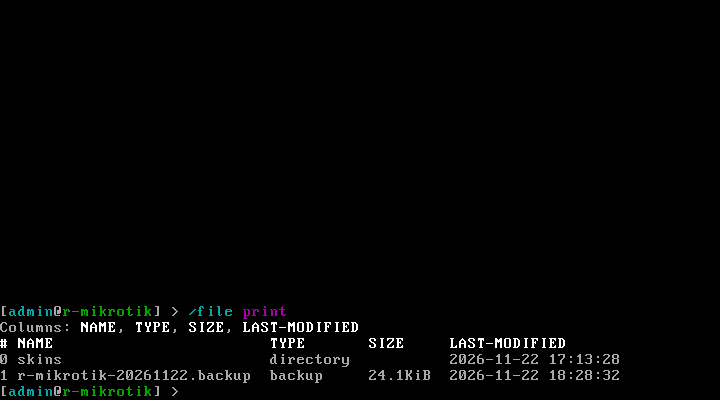 [admin@r-mikrotik] > /file print
Columns: NAME, TYPE, SIZE, LAST-MODIFIED
# NAME                        TYPE       SIZE     LAST-MODIFIED
0 skins                       directory           2026-11-22 17:13:28
1 r-mikrotik-20261122.backup  backup     24.1KiB  2026-11-22 18:28:32
[admin@r-mikrotik] >